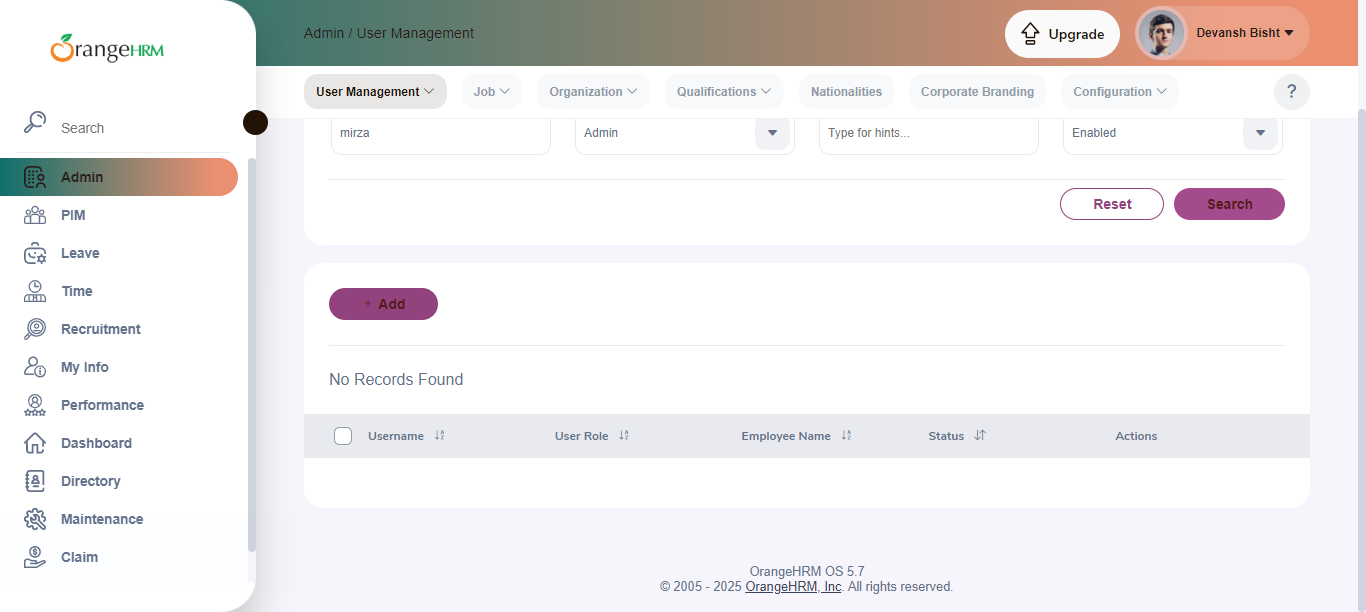 OrangeHRM
Search
Admin
PIM
Leave
Time
Recruitment
My Info
Performance
Dashboard
Directory
Maintenance
Claim
Admin / User Management
Upgrade
Devansh Bisht
User Management
Job
Organization
Qualifications
Nationalities
Corporate Branding
Configuration
?
mirza
Admin
Type for hints...
Enabled
Reset
Search
+ Add
No Records Found
Username
User Role
Employee Name
Status
Actions
OrangeHRM OS 5.7
© 2005 - 2025 OrangeHRM, Inc. All rights reserved.